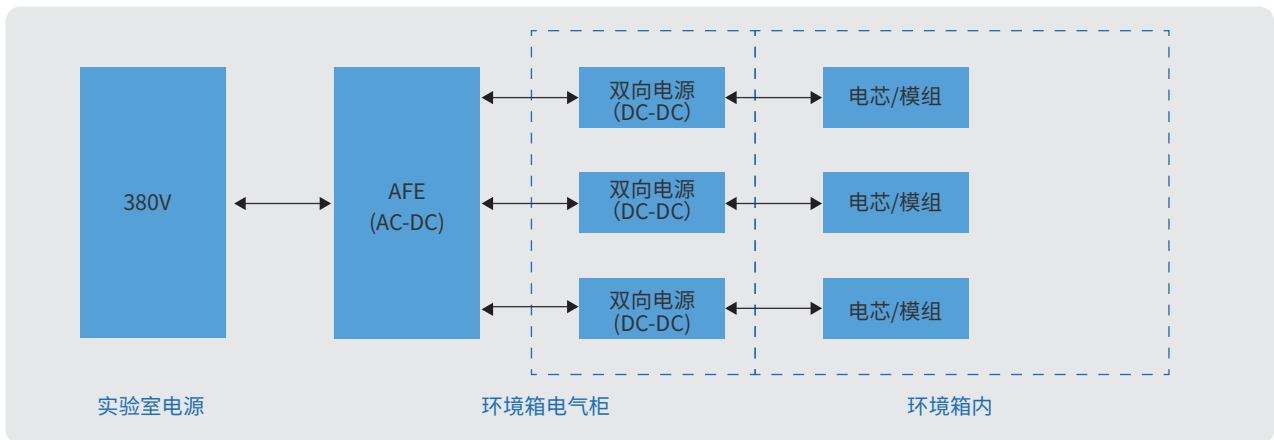 380V
AFE
(AC-DC)
双向电源
(DC-DC)
电芯/模组
双向电源
(DC-DC)
电芯/模组
双向电源
(DC-DC)
电芯/模组
实验室电源
环境箱电气柜
环境箱内